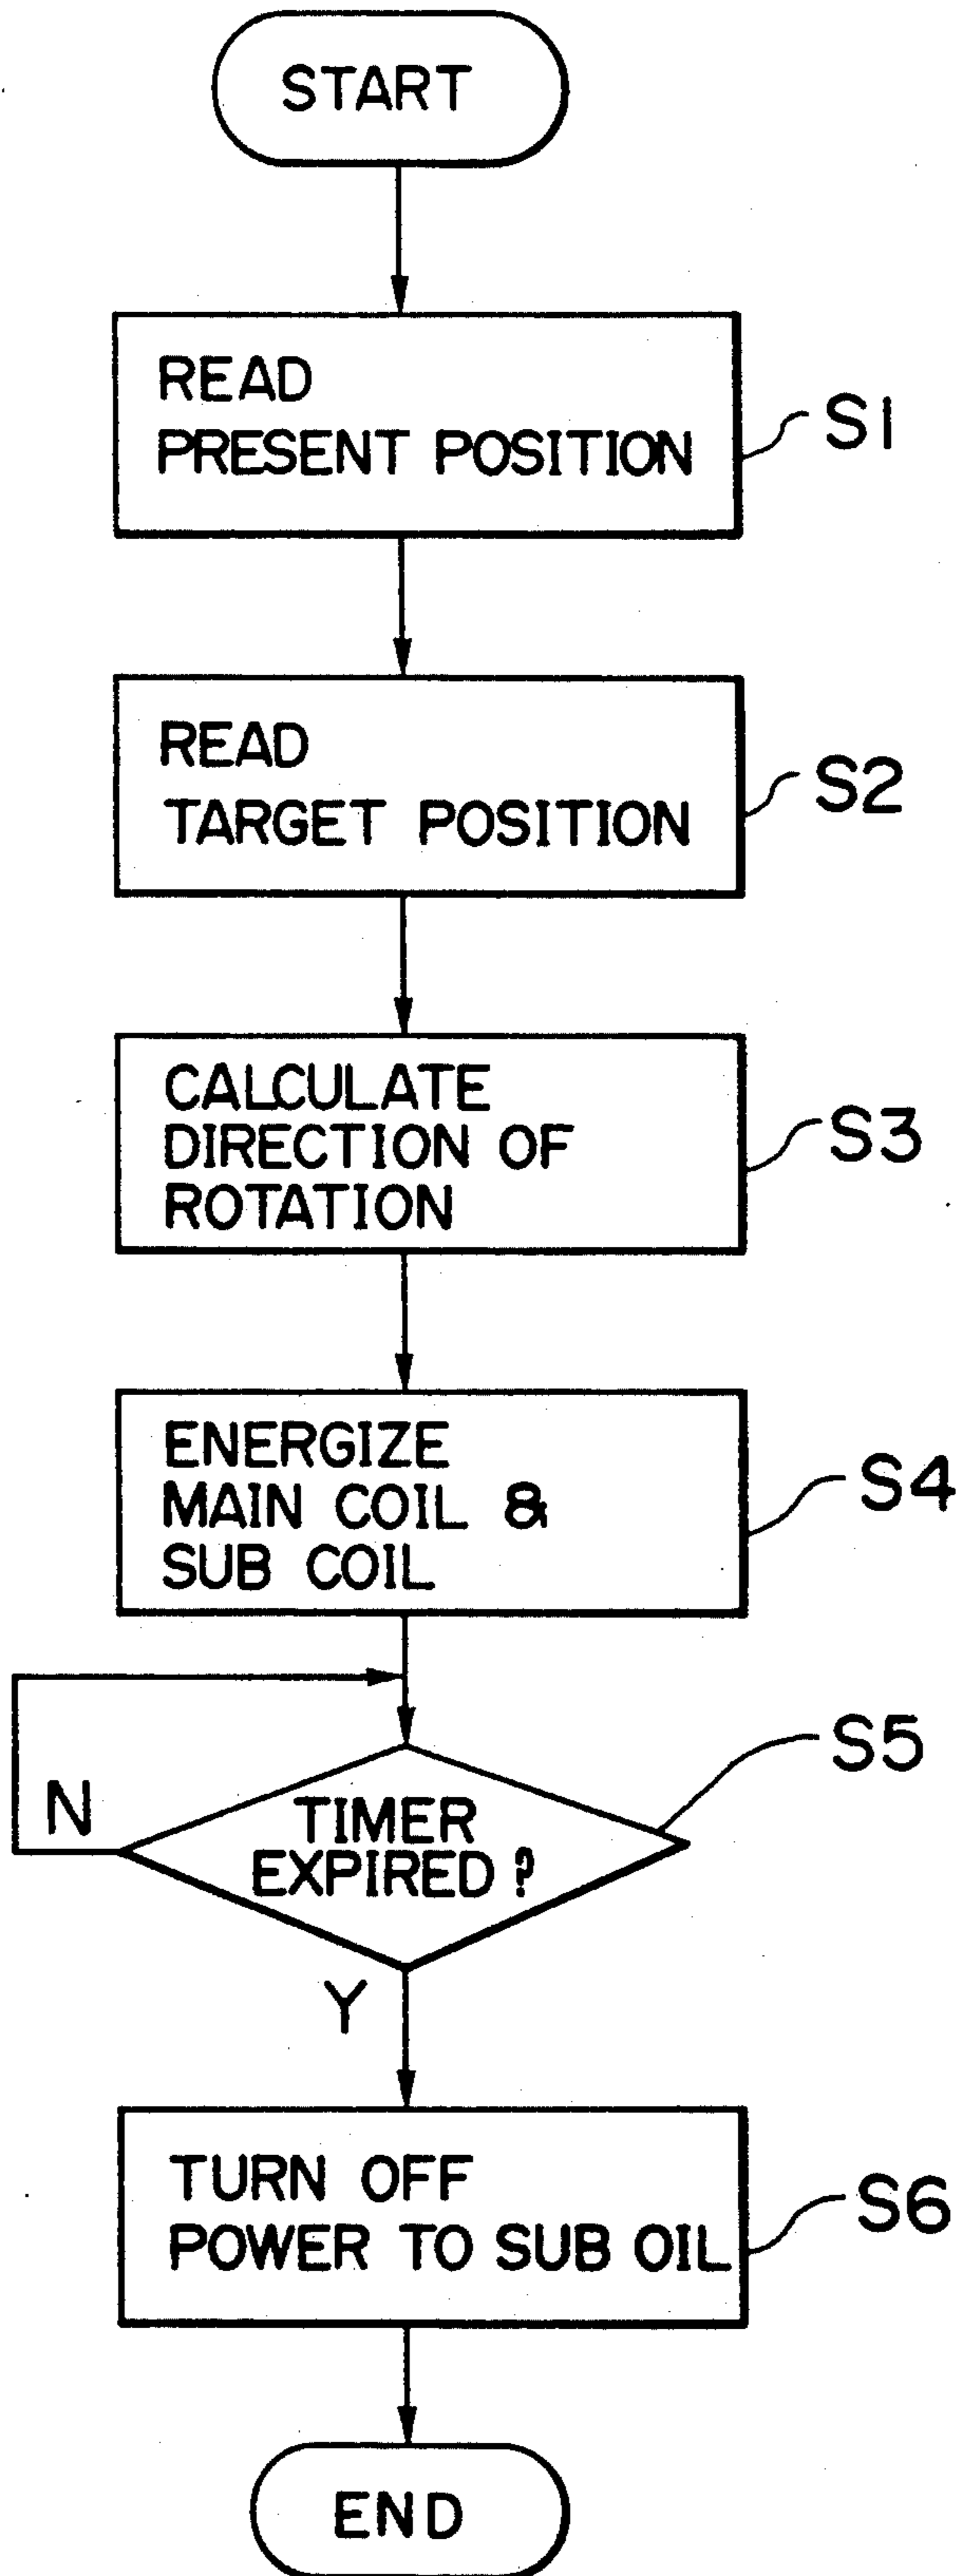 START
READ
PRESENT POSITION
S1
READ
TARGET POSITION
S2
CALCULATE
DIRECTION OF
ROTATION
S3
ENERGIZE
MAIN COIL &
SUB COIL
S4
N
TIMER
EXPIRED?
S5
Y
TURN OFF
POWER TO SUB OIL
S6
END